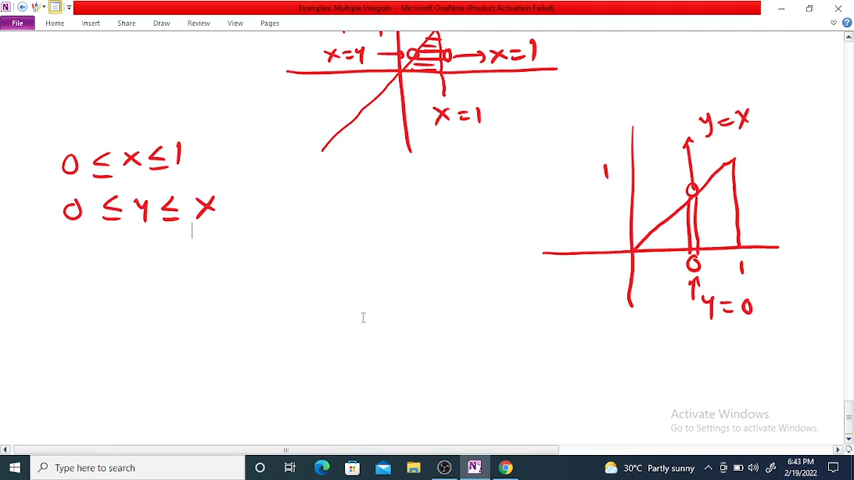 Examples: Multiple Integrals -- Microsoft OneNote (Product Activation Failed)
File Home Insert Share Draw Review View Pages
x=y x=1
x=1
0 ≤ x ≤ 1
0 ≤ y ≤ x
y=x
1
1
y=0
Activate Windows
Go to Settings to activate Windows.
Type here to search
30°C Partly sunny
6:43 PM
2/19/2022